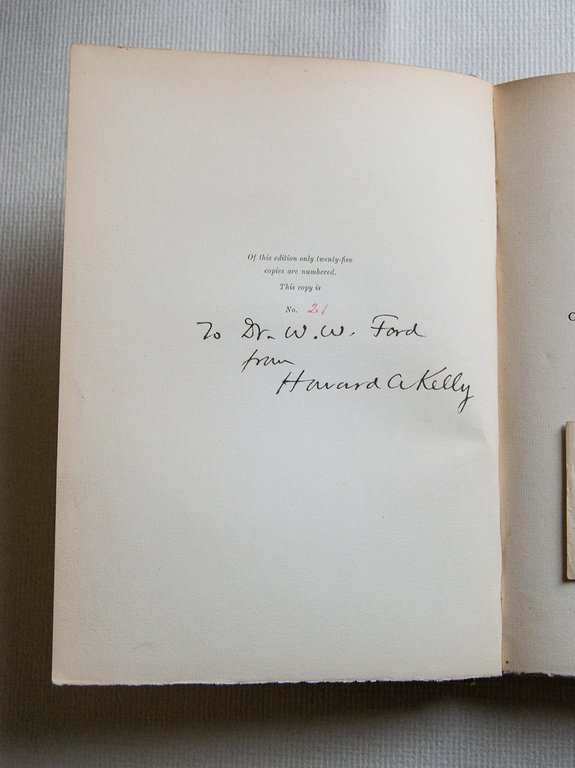 Of this edition only twenty-five
copies are numbered.
This copy is
No. 21
To Dr. W. W. Ford
from
Howard A Kelly
C